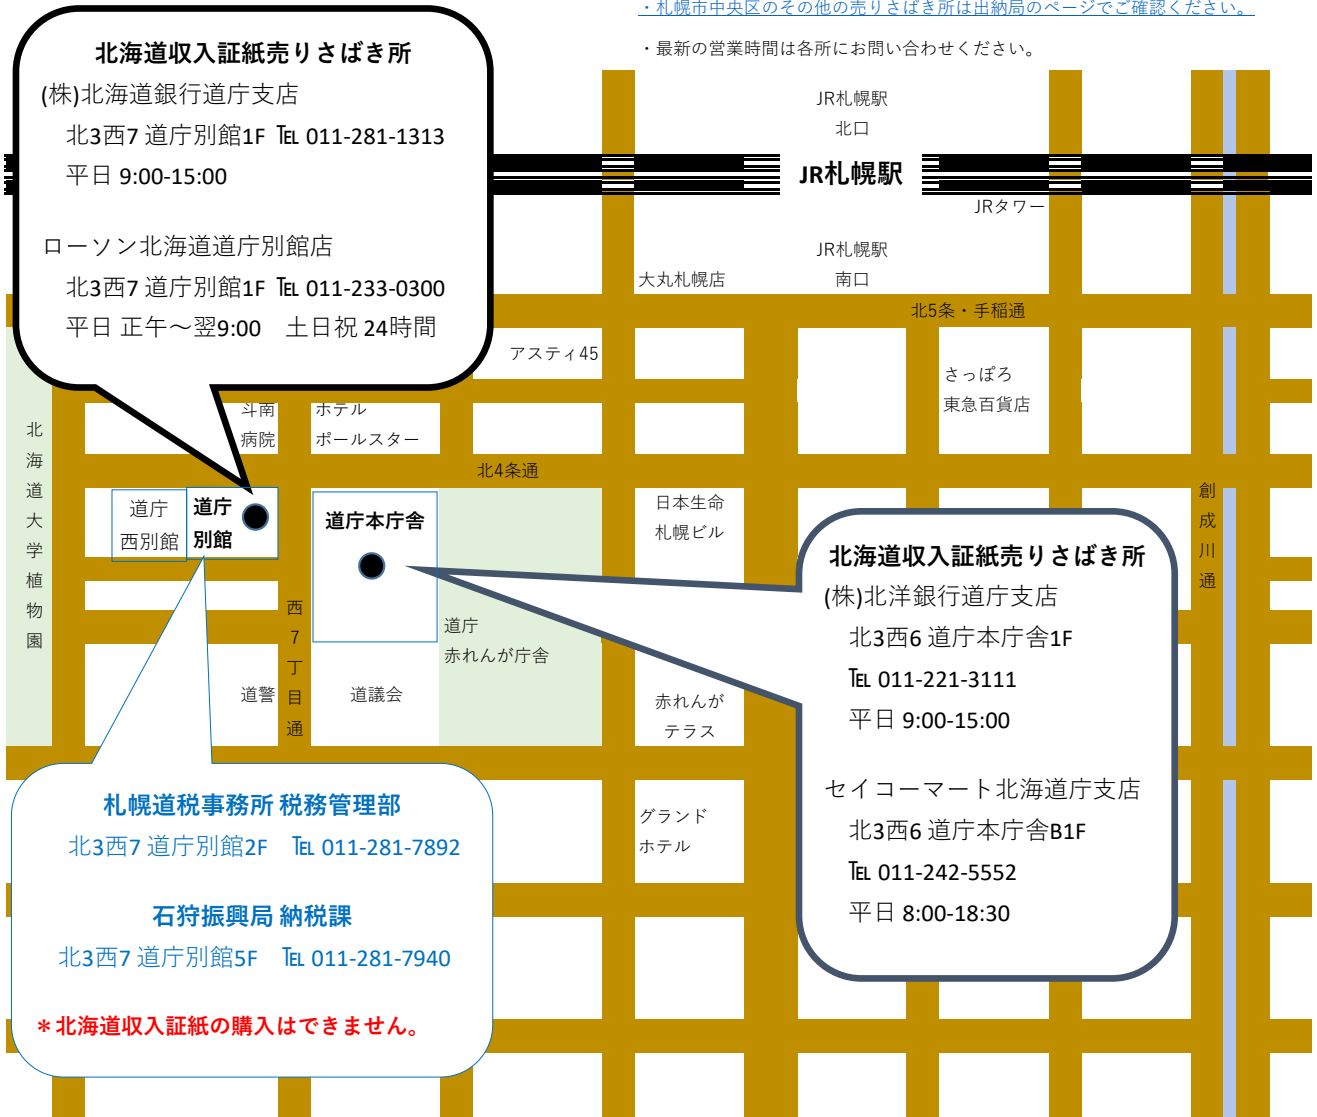 ・札幌市中央区のその他の売りさばき所は出納局のページでご確認ください。
・最新の営業時間は各所にお問い合わせください。
北海道収入証紙売りさばき所
(株)北海道銀行道庁支店
北3西7 道庁別館1F ℡ 011-281-1313
平日 9:00-15:00
ローソン北海道道庁別館店
北3西7 道庁別館1F ℡ 011-233-0300
平日 正午～翌9:00 土日祝 24時間
JR札幌駅
北口
JR札幌駅
JRタワー
JR札幌駅
南口
大丸札幌店
北5条・手稲通
アスティ45
さっぽろ
東急百貨店
斗南
病院
ホテル
ポールスター
北4条通
北海道大学植物園
道庁
西別館
道庁
別館
道庁本庁舎
日本生命
札幌ビル
創成川通
西7丁目通
道庁
赤れんが庁舎
道警
道議会
赤れんが
テラス
グランド
ホテル
北海道収入証紙売りさばき所
(株)北洋銀行道庁支店
北3西6 道庁本庁舎1F
℡ 011-221-3111
平日 9:00-15:00
セイコーマート北海道庁支店
北3西6 道庁本庁舎B1F
℡ 011-242-5552
平日 8:00-18:30
札幌道税事務所 税務管理部
北3西7 道庁別館2F ℡ 011-281-7892
石狩振興局 納税課
北3西7 道庁別館5F ℡ 011-281-7940
＊北海道収入証紙の購入はできません。